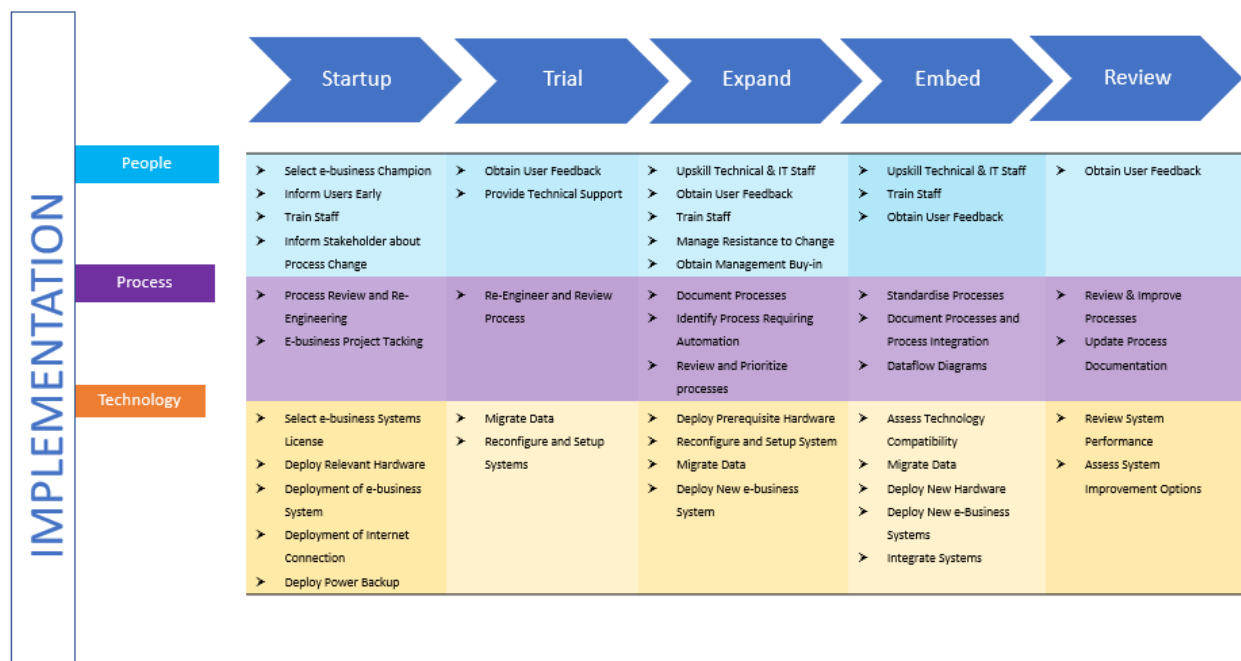 IMPLEMENTATION
Startup
Trial
Expand
Embed
Review
People
Select e-business Champion
Inform Users Early
Train Staff
Inform Stakeholder about
Process Change
Obtain User Feedback
Provide Technical Support
Upskill Technical & IT Staff
Obtain User Feedback
Train Staff
Manage Resistance to Change
Obtain Management Buy-in
Upskill Technical & IT Staff
Train Staff
Obtain User Feedback
Obtain User Feedback
Process
Process Review and Re-
Engineering
E-business Project Tacking
Re-Engineer and Review
Process
Document Processes
Identify Process Requiring
Automation
Review and Prioritize
processes
Standardise Processes
Document Processes and
Process Integration
Dataflow Diagrams
Review & Improve
Processes
Update Process
Documentation
Technology
Select e-business Systems
License
Deploy Relevant Hardware
Deployment of e-business
System
Deployment of Internet
Connection
Deploy Power Backup
Migrate Data
Reconfigure and Setup
Systems
Deploy Prerequisite Hardware
Reconfigure and Setup System
Migrate Data
Deploy New e-business
System
Assess Technology
Compatibility
Migrate Data
Deploy New Hardware
Deploy New e-Business
Systems
Integrate Systems
Review System
Performance
Assess System
Improvement Options